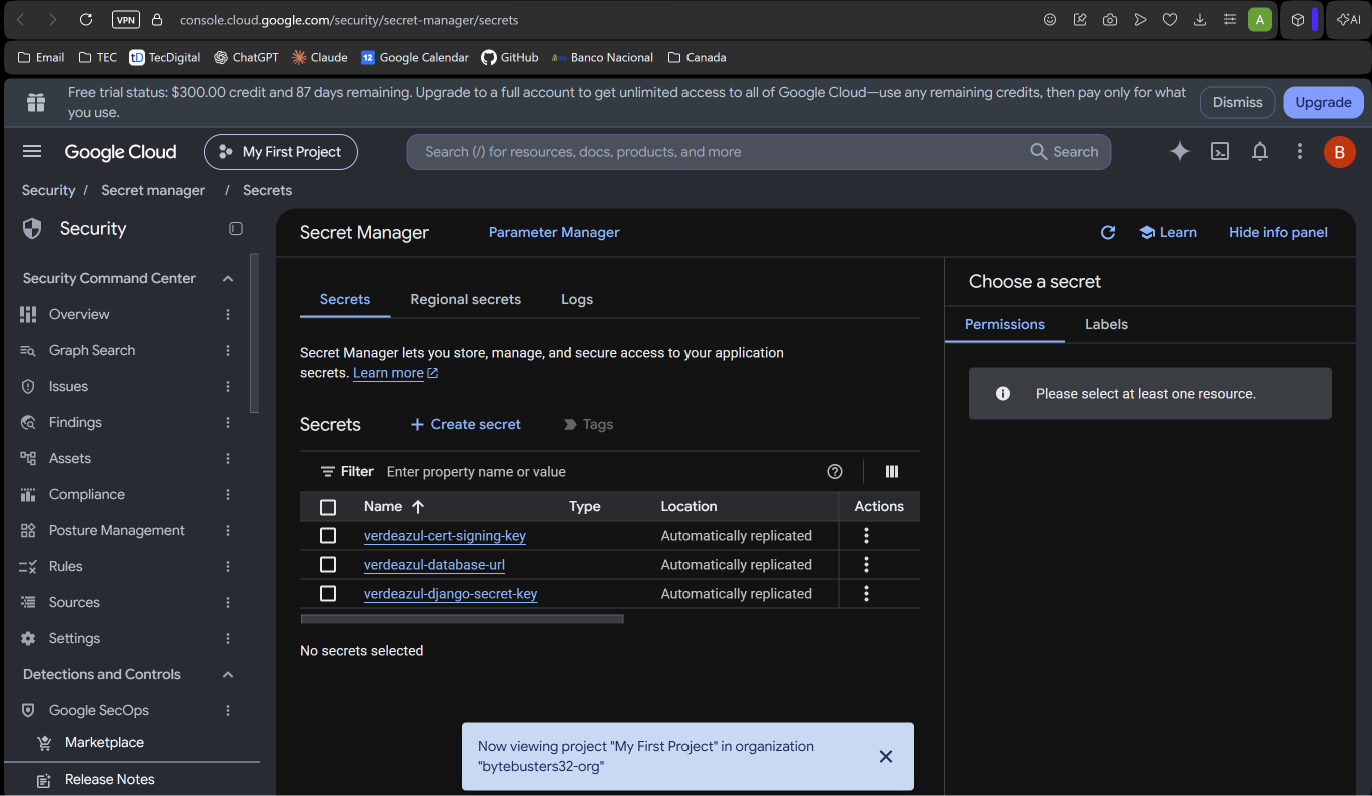 VPN
console.cloud.google.com/security/secret-manager/secrets
A
AI
Email
TEC
tD TecDigital
ChatGPT
Claude
12 Google Calendar
GitHub
Banco Nacional
Canada
Free trial status: $300.00 credit and 87 days remaining. Upgrade to a full account to get unlimited access to all of Google Cloud—use any remaining credits, then pay only for what
you use.
Dismiss
Upgrade
Google Cloud
My First Project
Search (/) for resources, docs, products, and more
Search
B
Security / Secret manager / Secrets
Security
Security Command Center
Overview
Graph Search
Issues
Findings
Assets
Compliance
Posture Management
Rules
Sources
Settings
Detections and Controls
Google SecOps
Marketplace
Release Notes
Secret Manager
Parameter Manager
Learn
Hide info panel
Secrets
Regional secrets
Logs
Secret Manager lets you store, manage, and secure access to your application
secrets. Learn more
Secrets
Create secret
Tags
Filter Enter property name or value
Name Type Location Actions
verdeazul-cert-signing-key Automatically replicated
verdeazul-database-url Automatically replicated
verdeazul-django-secret-key Automatically replicated
No secrets selected
Choose a secret
Permissions
Labels
Please select at least one resource.
Now viewing project "My First Project" in organization
"bytebusters32-org"